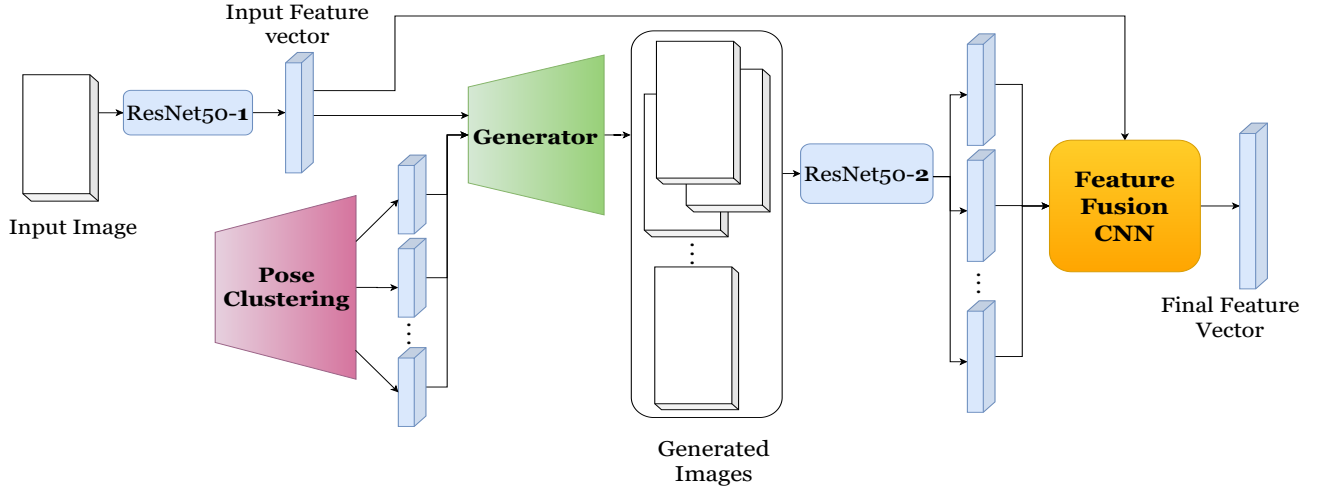 Input Feature
vector
Input Image
ResNet50-1
Pose
Clustering
Generator
Generated
Images
ResNet50-2
Feature
Fusion
CNN
Final Feature
Vector